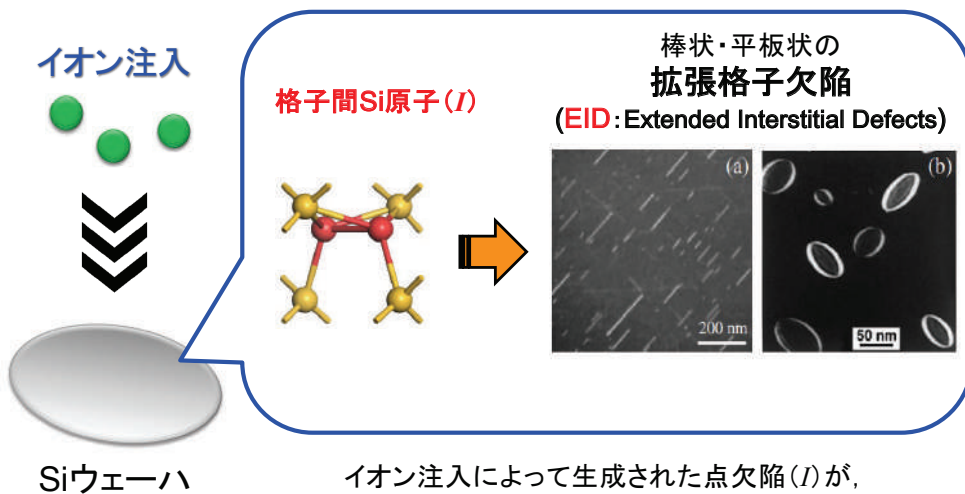 イオン注入
棒状・平板状の
拡張格子欠陥
(EID:Extended Interstitial Defects)
格子間Si原子(I)
(a)
(b)
200 nm
50 nm
Siウェーハ
イオン注入によって生成された点欠陥(I)が,